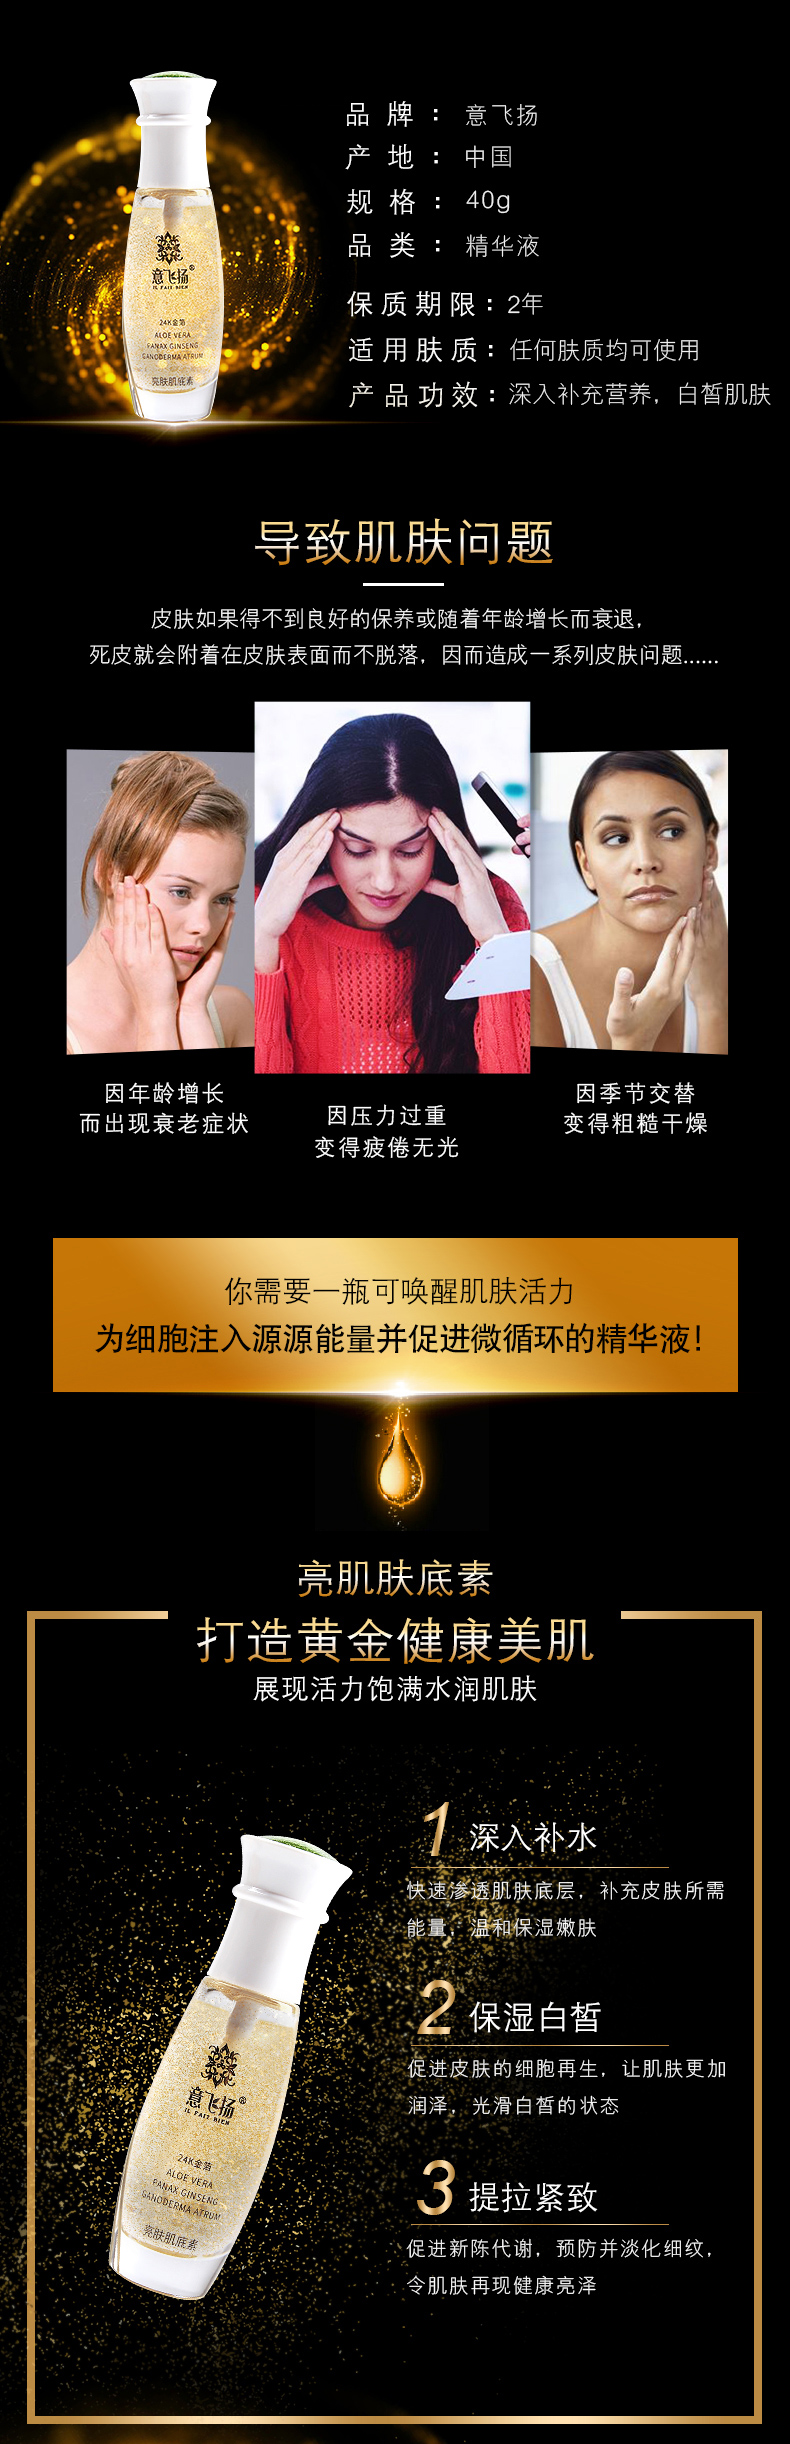 品牌：意飞扬
产地：中国
规格：40g
品类：精华液
保质期限：2年
适用肤质：任何肤质均可使用
产品功效：深入补充营养，白皙肌肤
意飞扬®
IL FAIT BIEN
24K金箔
ALOE VERA
PANAX GINSENG
GANODERMA ATRUM
亮肤肌底素
导致肌肤问题
皮肤如果得不到良好的保养或随着年龄增长而衰退，
死皮就会附着在皮肤表面而不脱落，因而造成一系列皮肤问题......
因年龄增长
而出现衰老症状
因压力过重
变得疲倦无光
因季节交替
变得粗糙干燥
你需要一瓶可唤醒肌肤活力
为细胞注入源源能量并促进微循环的精华液！
亮肌肤底素
打造黄金健康美肌
展现活力饱满水润肌肤
1 深入补水
快速渗透肌肤底层，补充皮肤所需
能量，温和保湿嫩肤
2 保湿白皙
促进皮肤的细胞再生，让肌肤更加
润泽，光滑白皙的状态
3 提拉紧致
促进新陈代谢，预防并淡化细纹，
令肌肤再现健康亮泽
意飞扬®
IL FAIT BIEN
24K金箔
ALOE VERA
PANAX GINSENG
GANODERMA ATRUM
亮肤肌底素